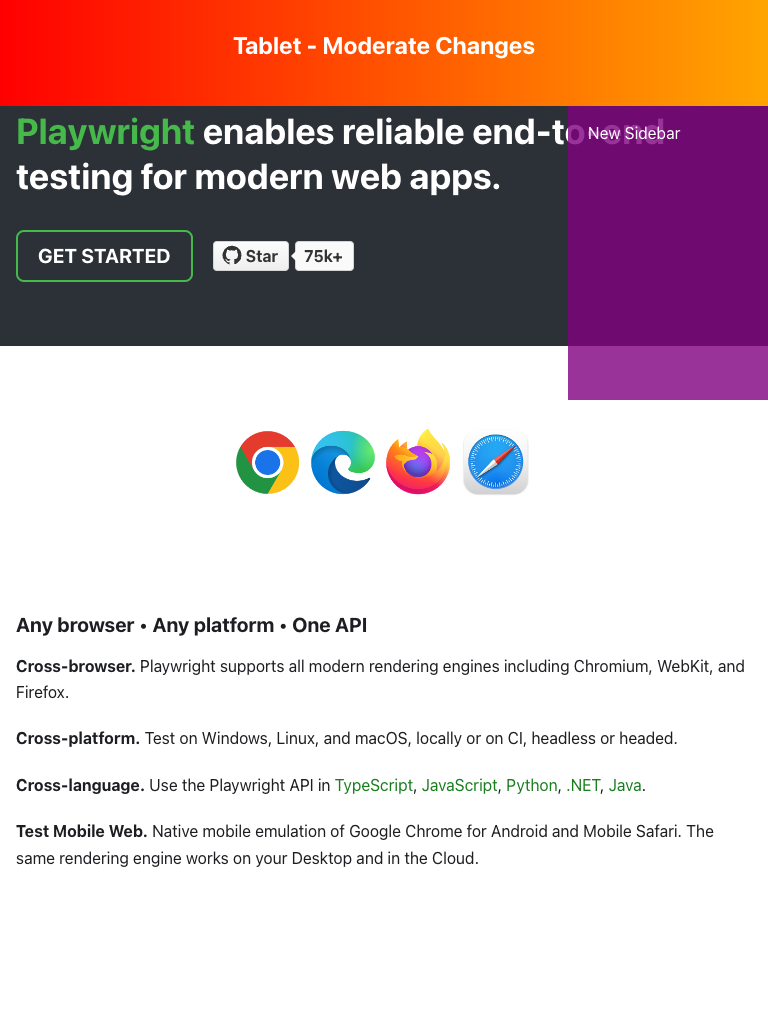 Tablet - Moderate Changes
Playwright enables reliable end-to-end
New Sidebar
testing for modern web apps.
GET STARTED
Star
75k+
Any browser • Any platform • One API
Cross-browser. Playwright supports all modern rendering engines including Chromium, WebKit, and
Firefox.
Cross-platform. Test on Windows, Linux, and macOS, locally or on CI, headless or headed.
Cross-language. Use the Playwright API in TypeScript, JavaScript, Python, .NET, Java.
Test Mobile Web. Native mobile emulation of Google Chrome for Android and Mobile Safari. The
same rendering engine works on your Desktop and in the Cloud.